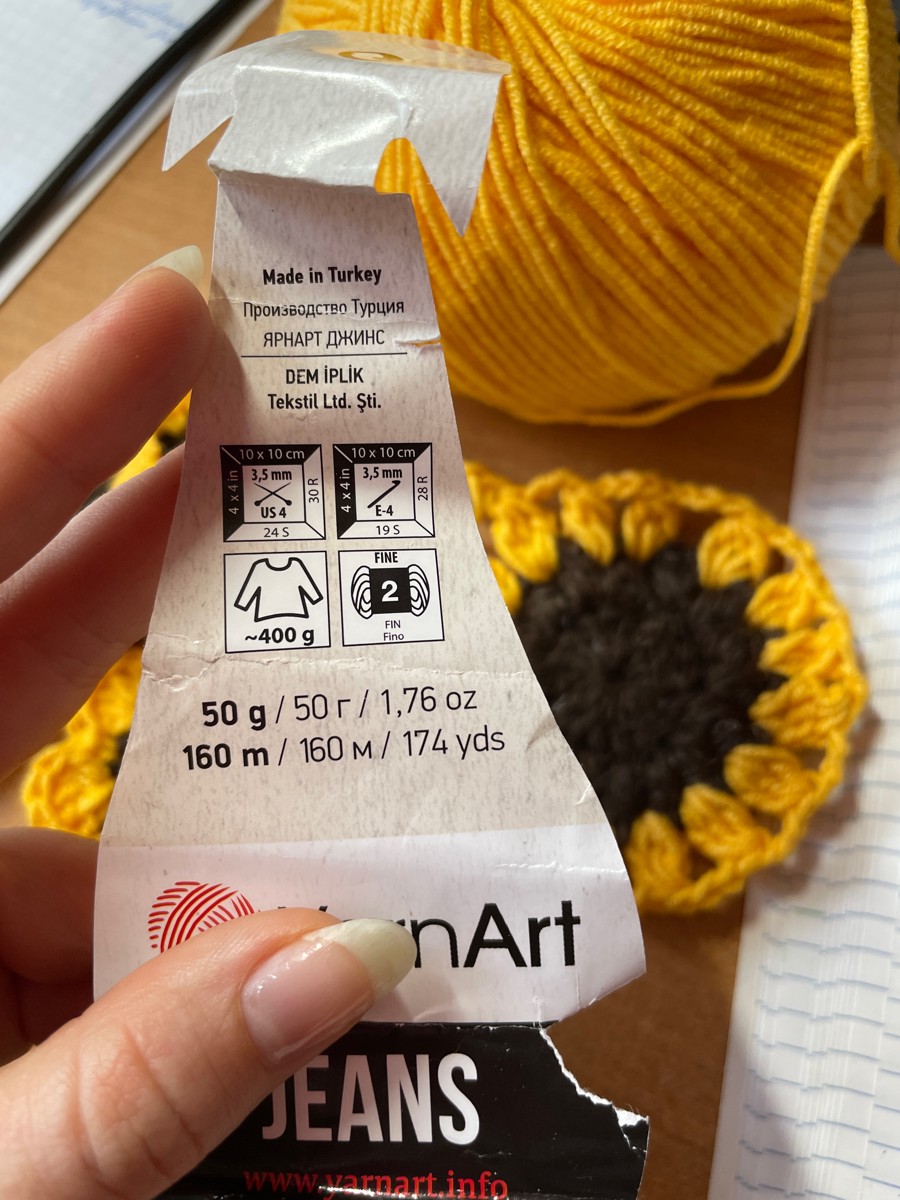 Made in Turkey
Производство Турция
ЯРНАРТ ДЖИНС
DEM İPLİK
Tekstil Ltd. Şti.
10 x 10 cm
4 x 4 in
3,5 mm
US 4
30 R
24 S
10 x 10 cm
4 x 4 in
3,5 mm
E-4
28 R
19 S
~400 g
FINE
2
FIN
Fino
50 g / 50 г / 1,76 oz
160 m / 160 м / 174 yds
YarnArt
JEANS
www.yarnart.info